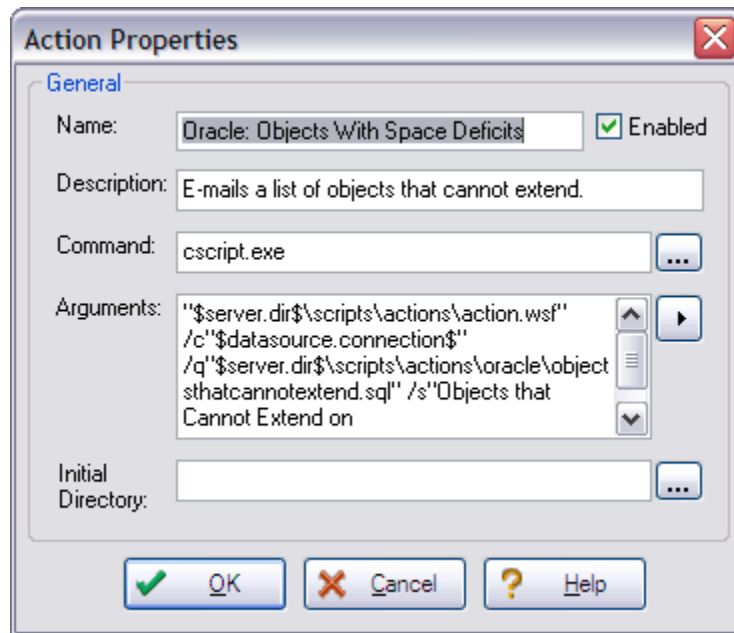 Action Properties
General
Name:
Oracle: Objects With Space Deficits
Enabled
Description:
E-mails a list of objects that cannot extend.
Command:
cscript.exe
...
Arguments:
"$server.dir$\scripts\actions\action.wsf"
/c"$datasource.connection$"
/q"$server.dir$\scripts\actions\oracle\object
sthatcannotextend.sql" /s"Objects that
Cannot Extend on
Initial
Directory:
...
OK
Cancel
Help